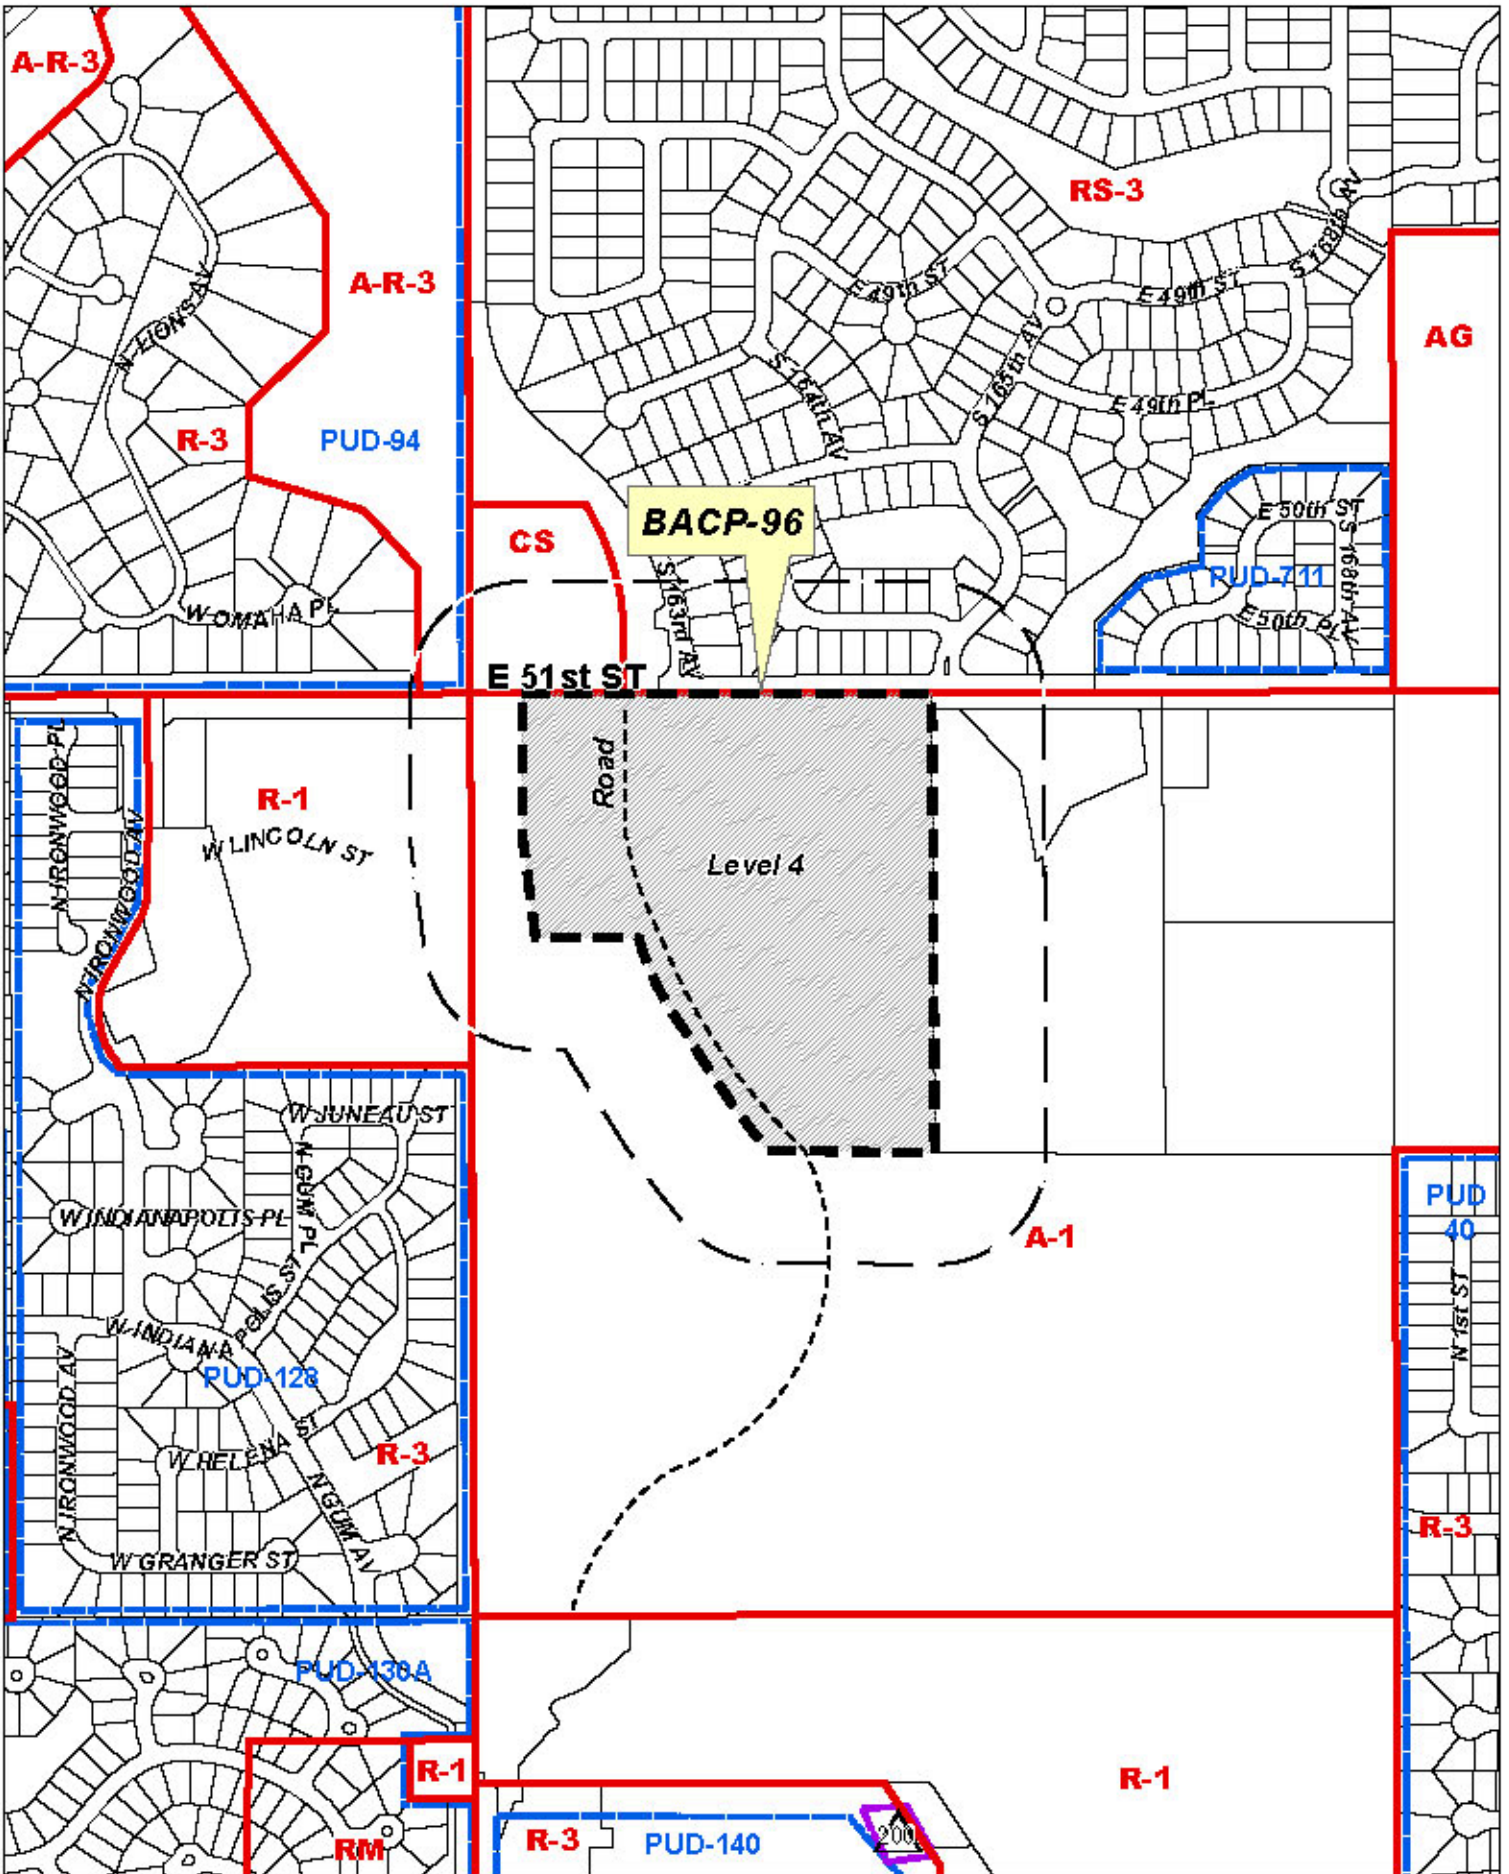 A-R-3
RS-3
S 168th AV
A-R-3
E 49th ST
E 49th ST
N LIONS AV
AG
S 165th AV
S 164th AV
E 49th PL
R-3
PUD-94
BACP-96
E 50th ST
CS
S 168th AV
PUD-711
S 163rd AV
W OMAHA PL
E 50th PL
E 51st ST
N IRONWOOD PL
Road
R-1
W LINCOLN ST
N IRONWOOD AV
Level 4
W JUNEAU ST
N GUM PL
PUD
40
W INDIANAPOLIS PL
A-1
W INDIANAPOLIS ST
N 1st ST
PUD-128
N IRONWOOD AV
W HELENA ST
R-3
N GUM AV
R-3
W GRANGER ST
PUD-130A
R-1
R-1
RM
R-3
PUD-140
200